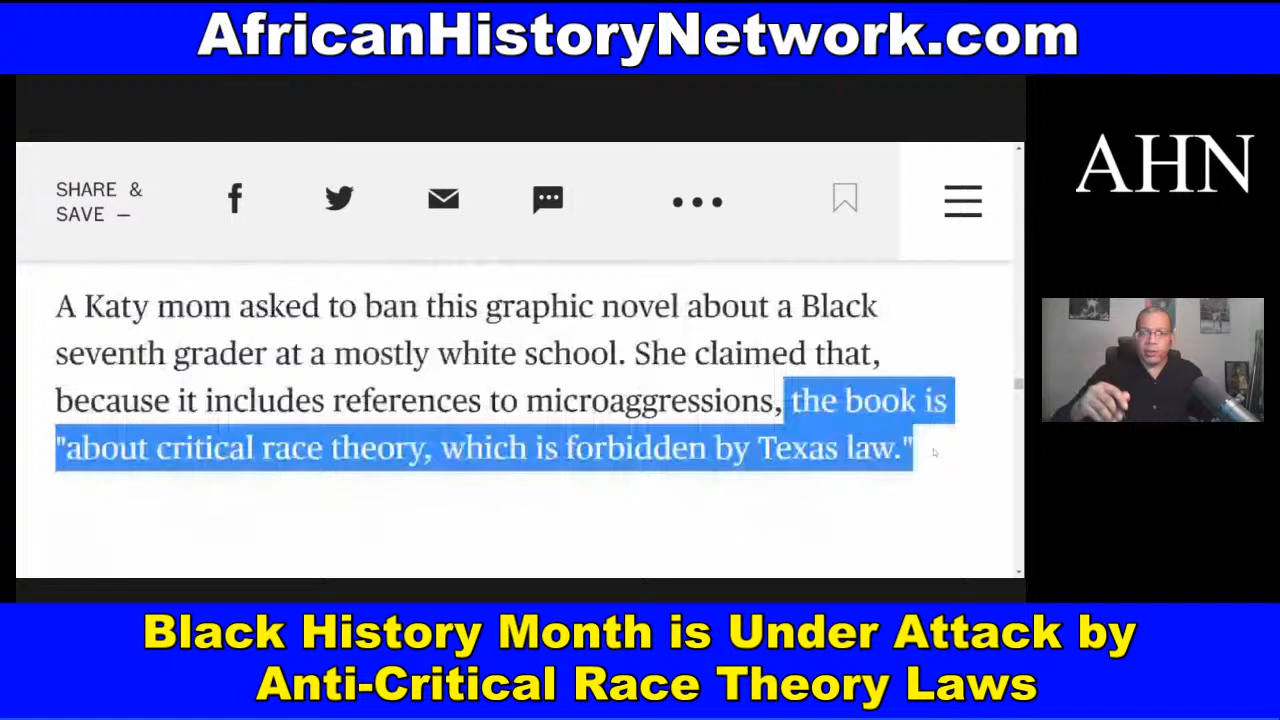 AfricanHistoryNetwork.com
SHARE &
SAVE —
AHN
A Katy mom asked to ban this graphic novel about a Black
seventh grader at a mostly white school. She claimed that,
because it includes references to microaggressions, the book is
"about critical race theory, which is forbidden by Texas law."
Black History Month is Under Attack by
Anti-Critical Race Theory Laws